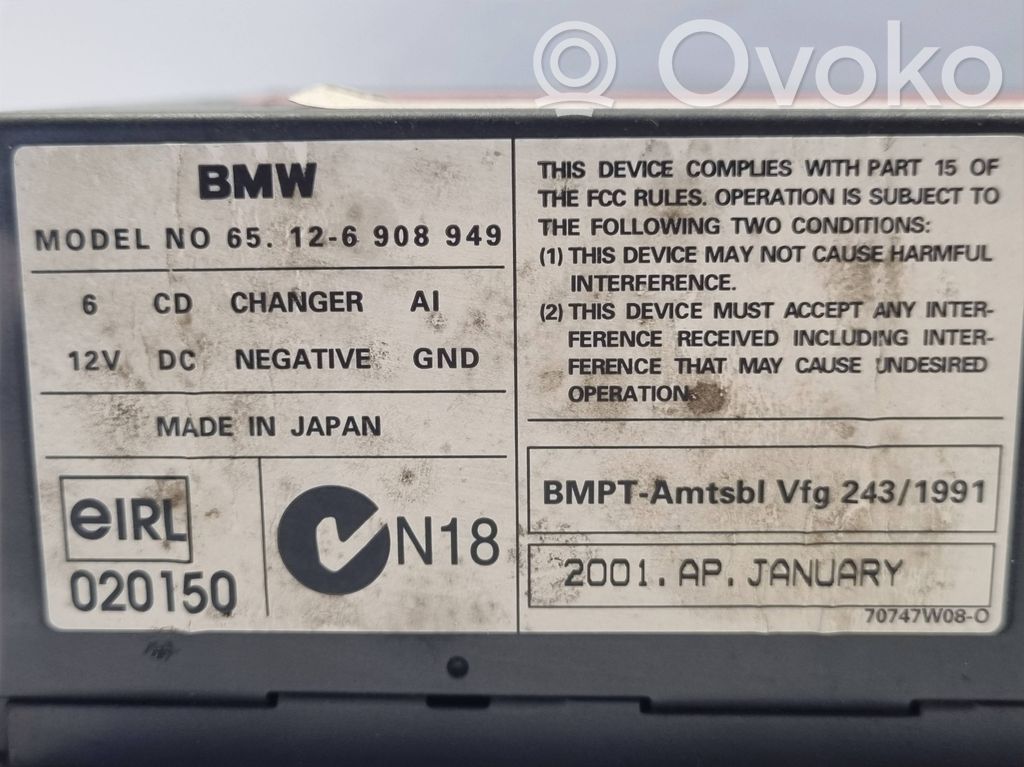 Ovoko
BMW
MODEL NO 65. 12-6 908 949
6 CD CHANGER AI
12V DC NEGATIVE GND
MADE IN JAPAN
eIRL
020150
N18
THIS DEVICE COMPLIES WITH PART 15 OF
THE FCC RULES. OPERATION IS SUBJECT TO
THE FOLLOWING TWO CONDITIONS:
(1) THIS DEVICE MAY NOT CAUSE HARMFUL
INTERFERENCE.
(2) THIS DEVICE MUST ACCEPT ANY INTER-
FERENCE RECEIVED INCLUDING INTER-
FERENCE THAT MAY CAUSE UNDESIRED
OPERATION.
BMPT-Amtsbl Vfg 243/1991
2001. AP. JANUARY
70747W08-O